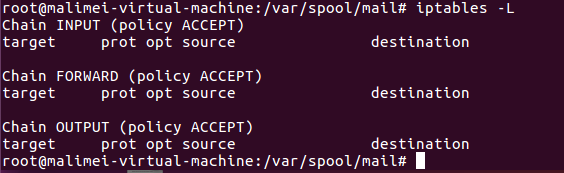 root@malimei-virtual-machine:/var/spool/mail# iptables -L
Chain INPUT (policy ACCEPT)
target     prot opt source               destination
Chain FORWARD (policy ACCEPT)
target     prot opt source               destination
Chain OUTPUT (policy ACCEPT)
target     prot opt source               destination
root@malimei-virtual-machine:/var/spool/mail#